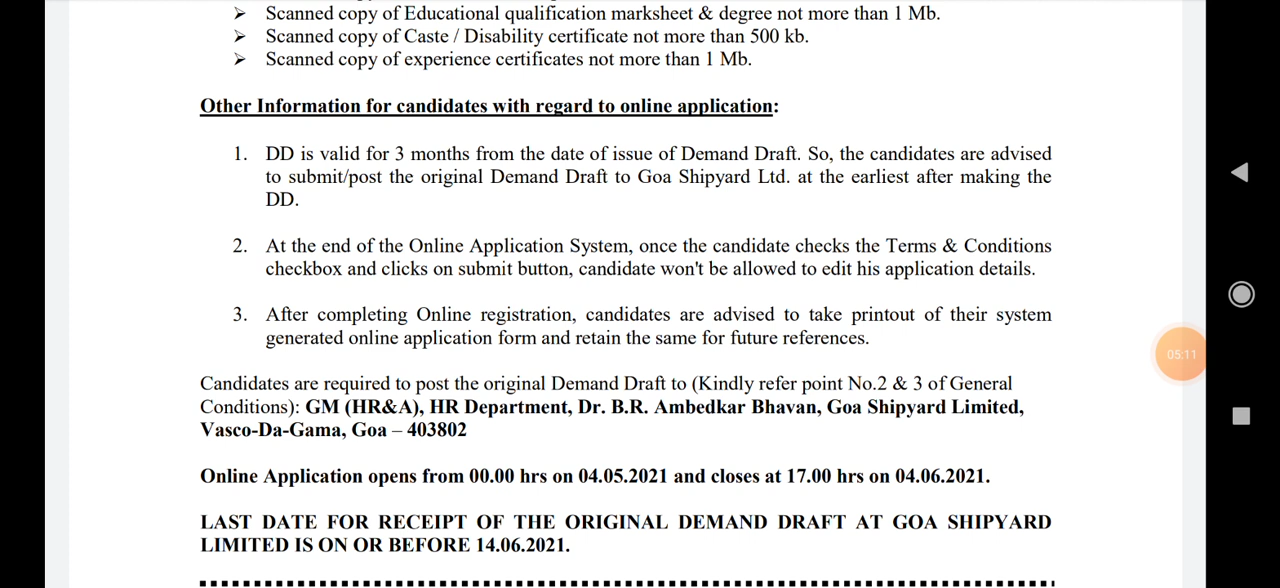 ➢ Scanned copy of Educational qualification marksheet & degree not more than 1 Mb.
➢ Scanned copy of Caste / Disability certificate not more than 500 kb.
➢ Scanned copy of experience certificates not more than 1 Mb.
Other Information for candidates with regard to online application:
1. DD is valid for 3 months from the date of issue of Demand Draft. So, the candidates are advised
to submit/post the original Demand Draft to Goa Shipyard Ltd. at the earliest after making the
DD.
2. At the end of the Online Application System, once the candidate checks the Terms & Conditions
checkbox and clicks on submit button, candidate won't be allowed to edit his application details.
3. After completing Online registration, candidates are advised to take printout of their system
generated online application form and retain the same for future references.
05:11
Candidates are required to post the original Demand Draft to (Kindly refer point No.2 & 3 of General
Conditions): GM (HR&A), HR Department, Dr. B.R. Ambedkar Bhavan, Goa Shipyard Limited,
Vasco-Da-Gama, Goa – 403802
Online Application opens from 00.00 hrs on 04.05.2021 and closes at 17.00 hrs on 04.06.2021.
LAST DATE FOR RECEIPT OF THE ORIGINAL DEMAND DRAFT AT GOA SHIPYARD
LIMITED IS ON OR BEFORE 14.06.2021.